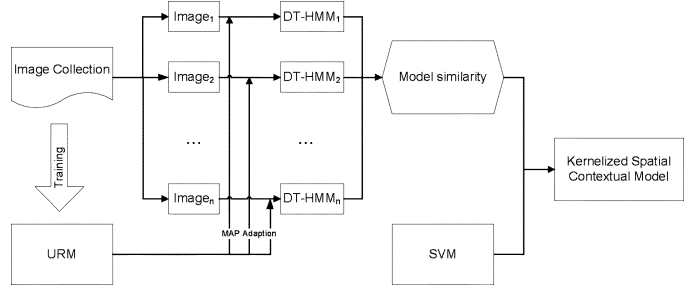 Image Collection
Training
URM
Image1
Image2
...
Imagen
MAP Adaption
DT-HMM1
DT-HMM2
...
DT-HMMn
Model similarity
SVM
Kernelized Spatial
Contextual Model